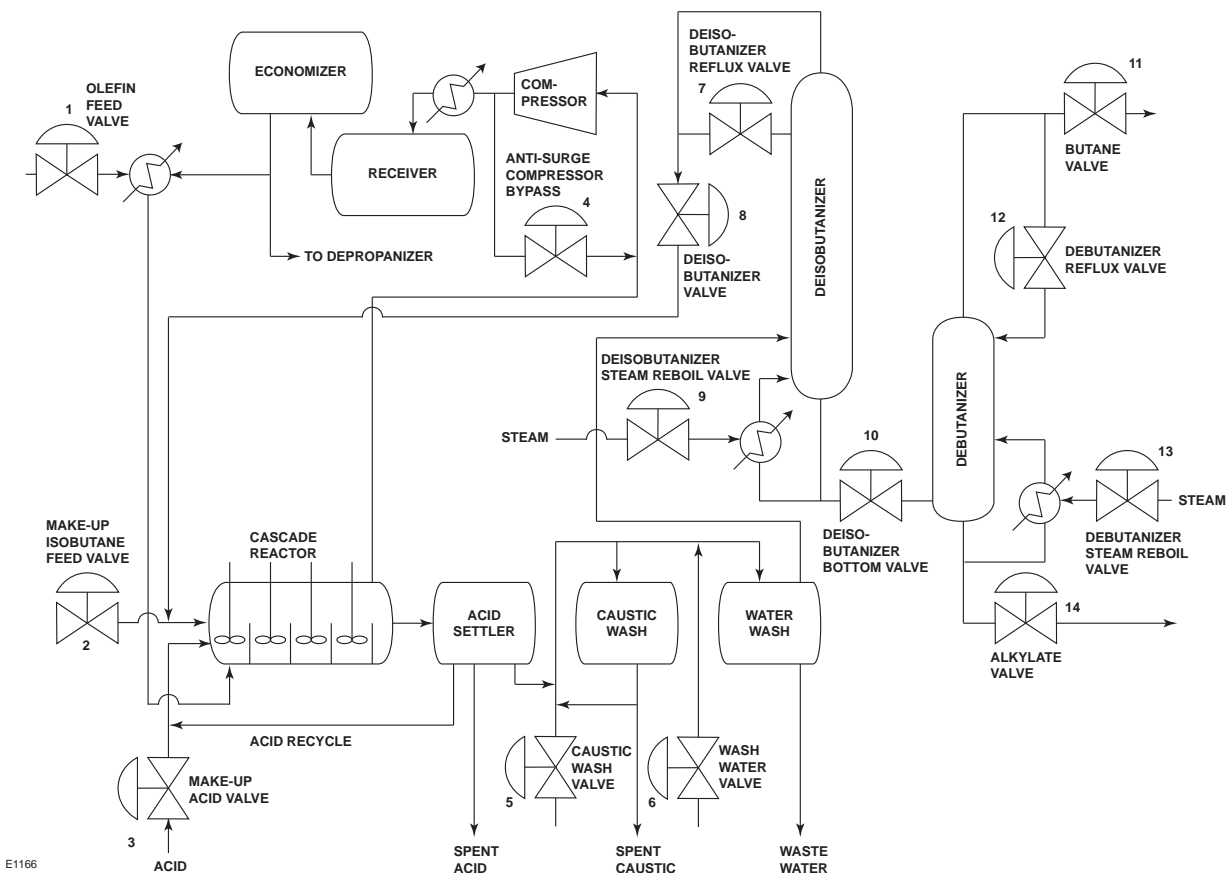 1
OLEFIN
FEED
VALVE
ECONOMIZER
COM-
PRESSOR
RECEIVER
ANTI-SURGE
COMPRESSOR
BYPASS
4
TO DEPROPANIZER
DEISO-
BUTANIZER
REFLUX VALVE
7
8
DEISO-
BUTANIZER
VALVE
DEISOBUTANIZER
11
BUTANE
VALVE
12
DEBUTANIZER
REFLUX VALVE
DEISOBUTANIZER
STEAM REBOIL VALVE
9
STEAM
10
DEISO-
BUTANIZER
BOTTOM VALVE
DEBUTANIZER
13
STEAM
DEBUTANIZER
STEAM REBOIL
VALVE
14
ALKYLATE
VALVE
MAKE-UP
ISOBUTANE
FEED VALVE
2
CASCADE
REACTOR
ACID
SETTLER
CAUSTIC
WASH
WATER
WASH
ACID RECYCLE
MAKE-UP
ACID VALVE
3
ACID
5
CAUSTIC
WASH
VALVE
6
WASH
WATER
VALVE
SPENT
ACID
SPENT
CAUSTIC
WASTE
WATER
E1166